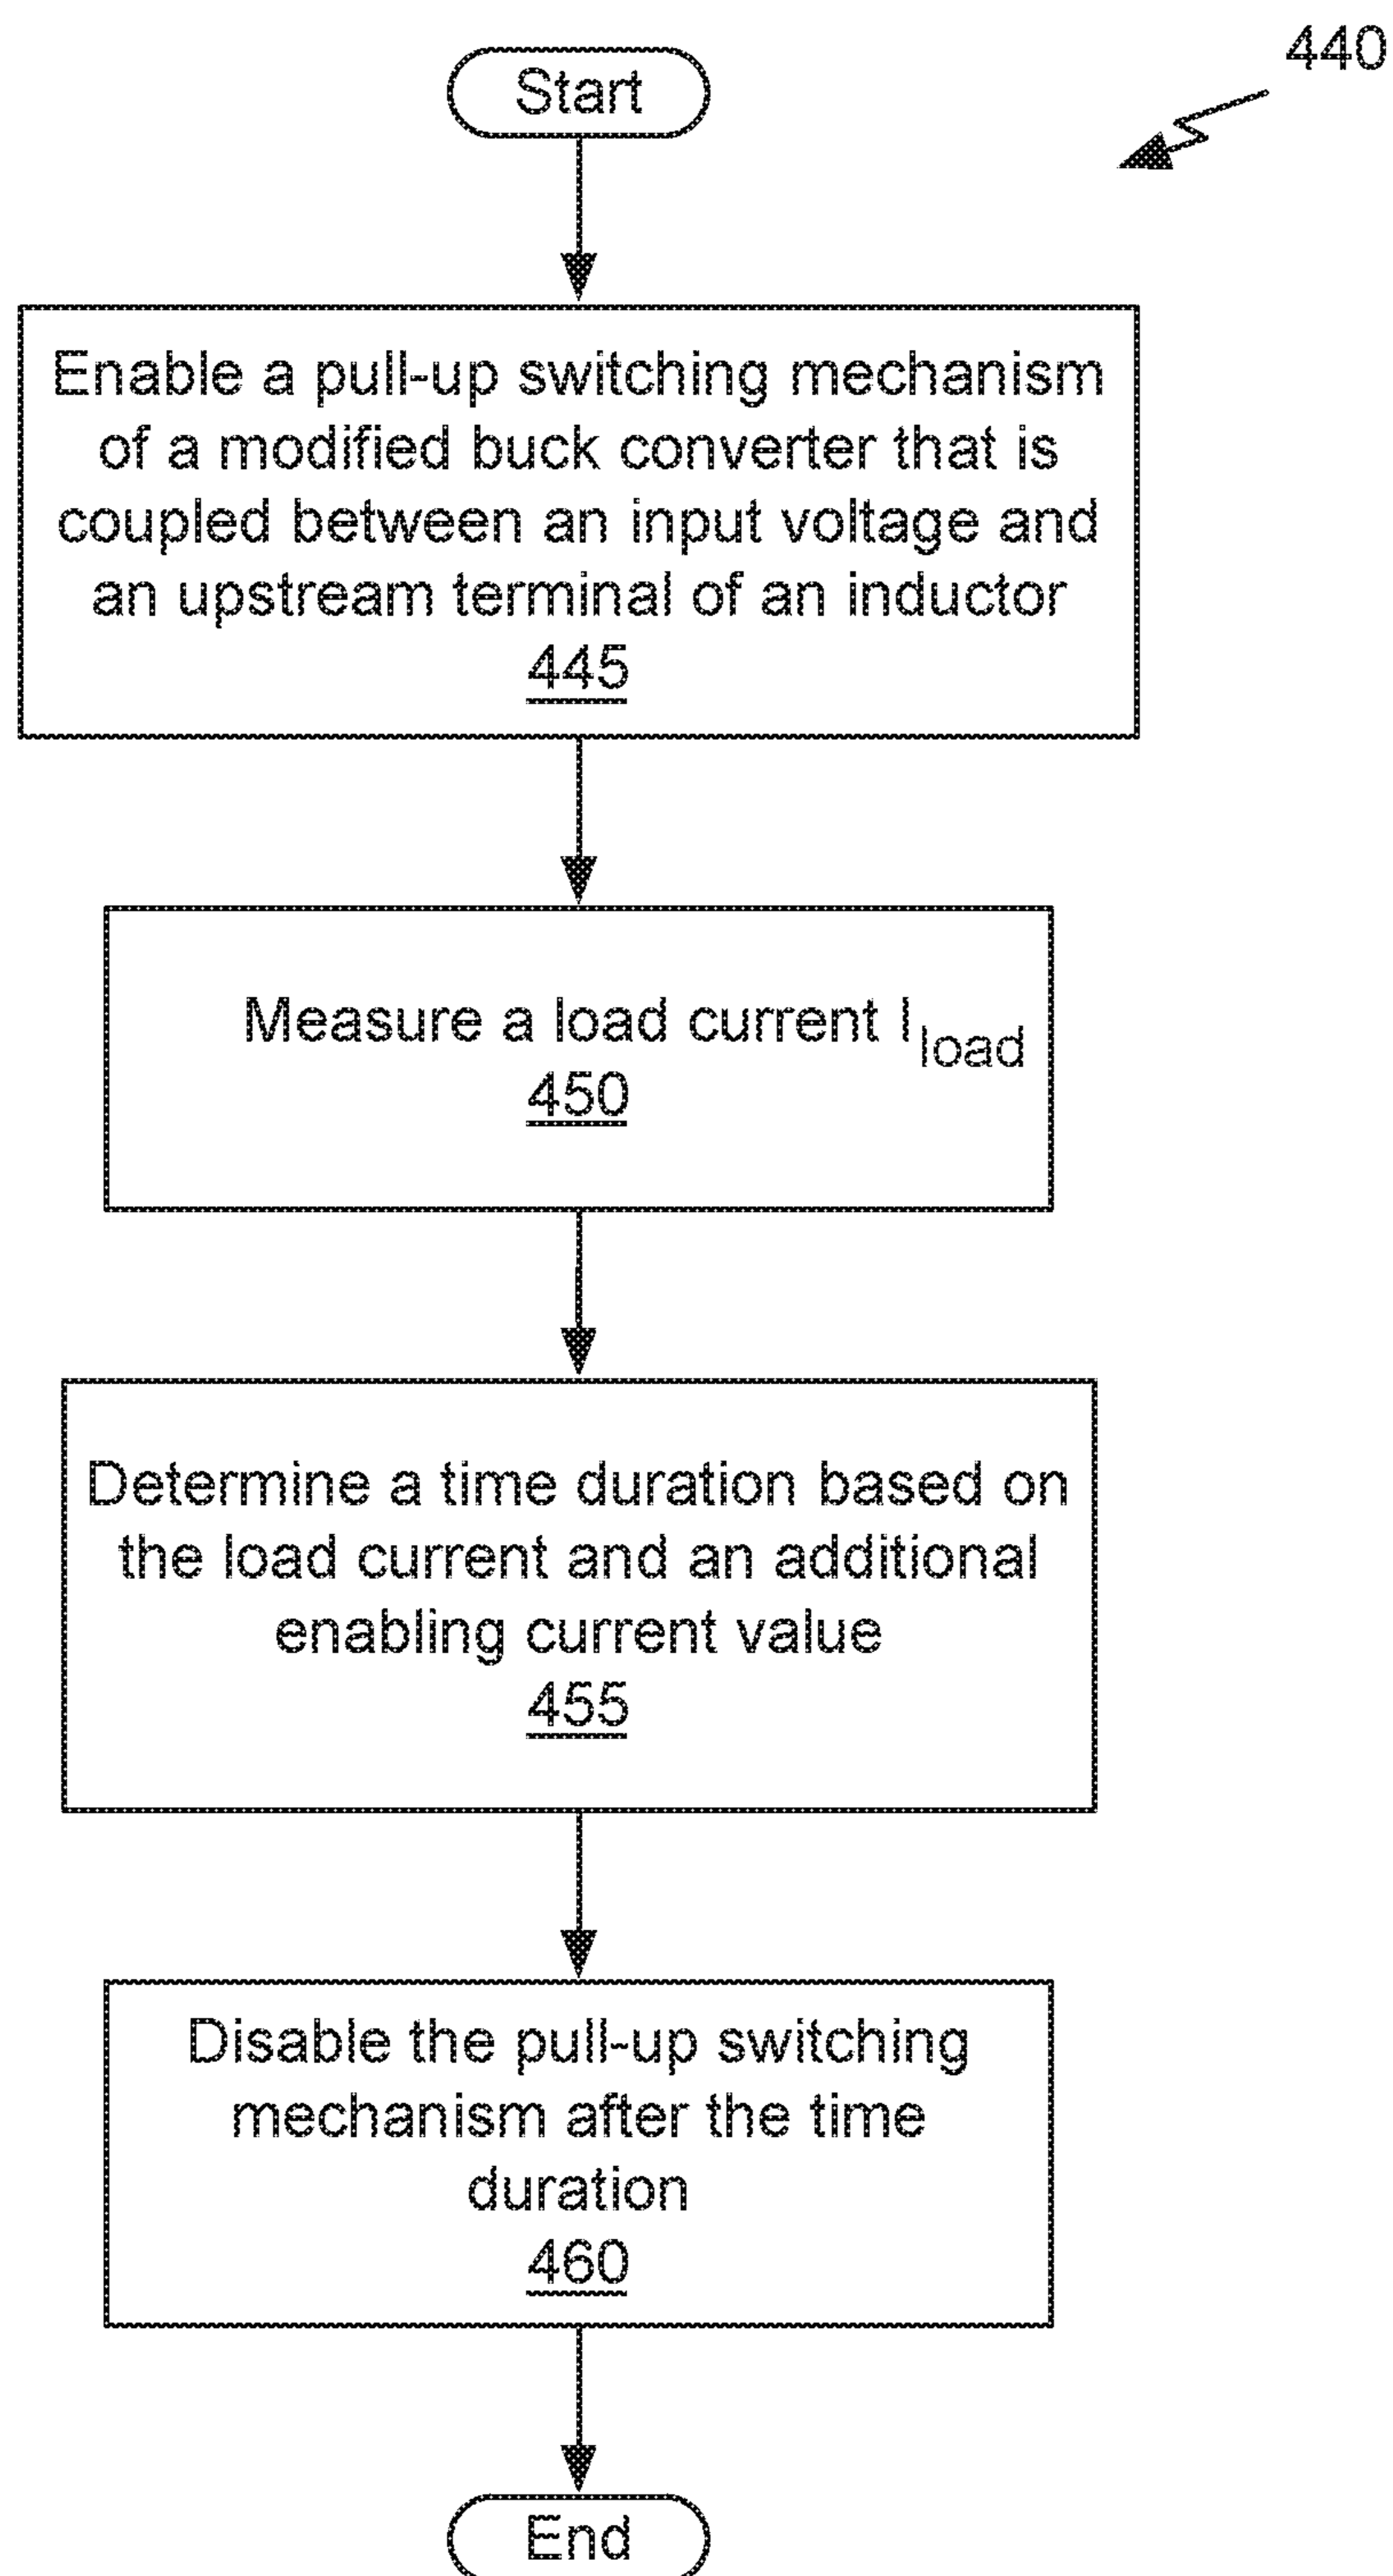 440
Start
Enable a pull-up switching mechanism
of a modified buck converter that is
coupled between an input voltage and
an upstream terminal of an inductor
445
Measure a load current Iload
450
Determine a time duration based on
the load current and an additional
enabling current value
455
Disable the pull-up switching
mechanism after the time
duration
460
End